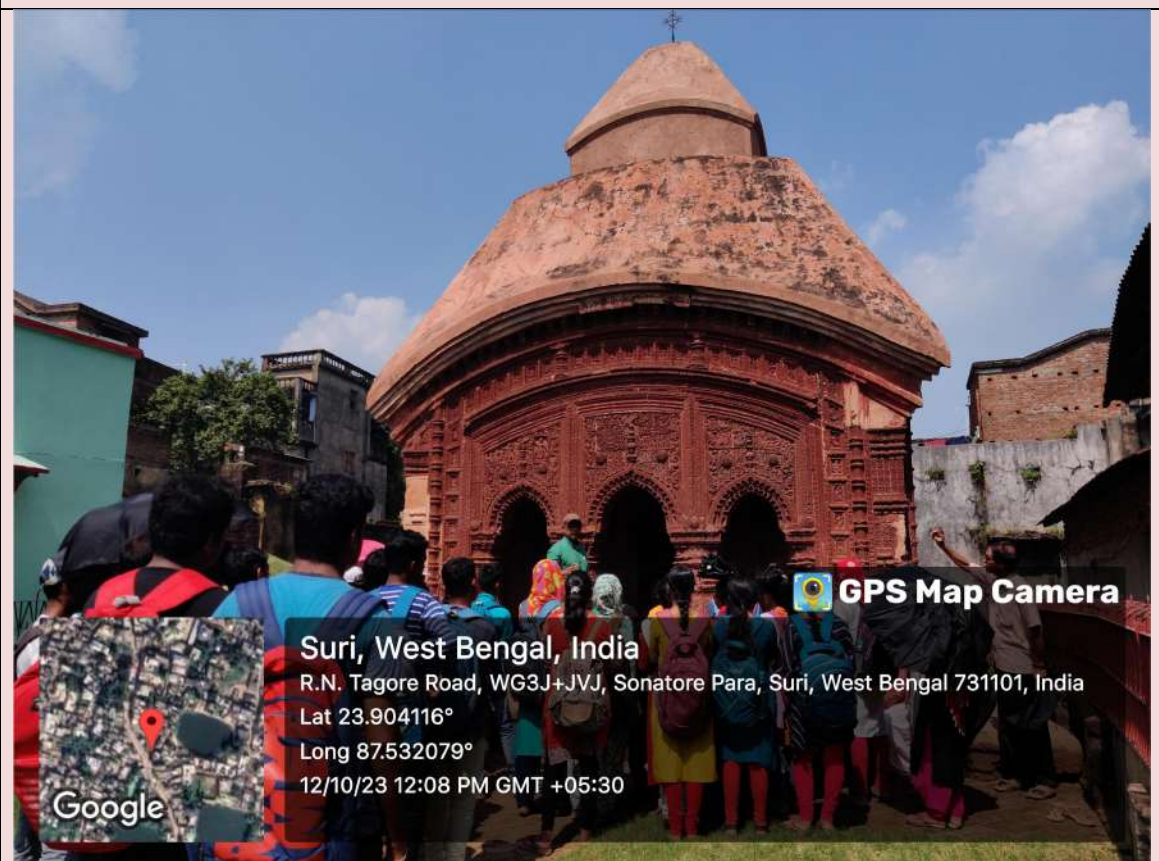 GPS Map Camera
Suri, West Bengal, India
R.N. Tagore Road, WG3J+JVJ, Sonatore Para, Suri, West Bengal 731101, India
Lat 23.904116°
Long 87.532079°
12/10/23 12:08 PM GMT +05:30
Google